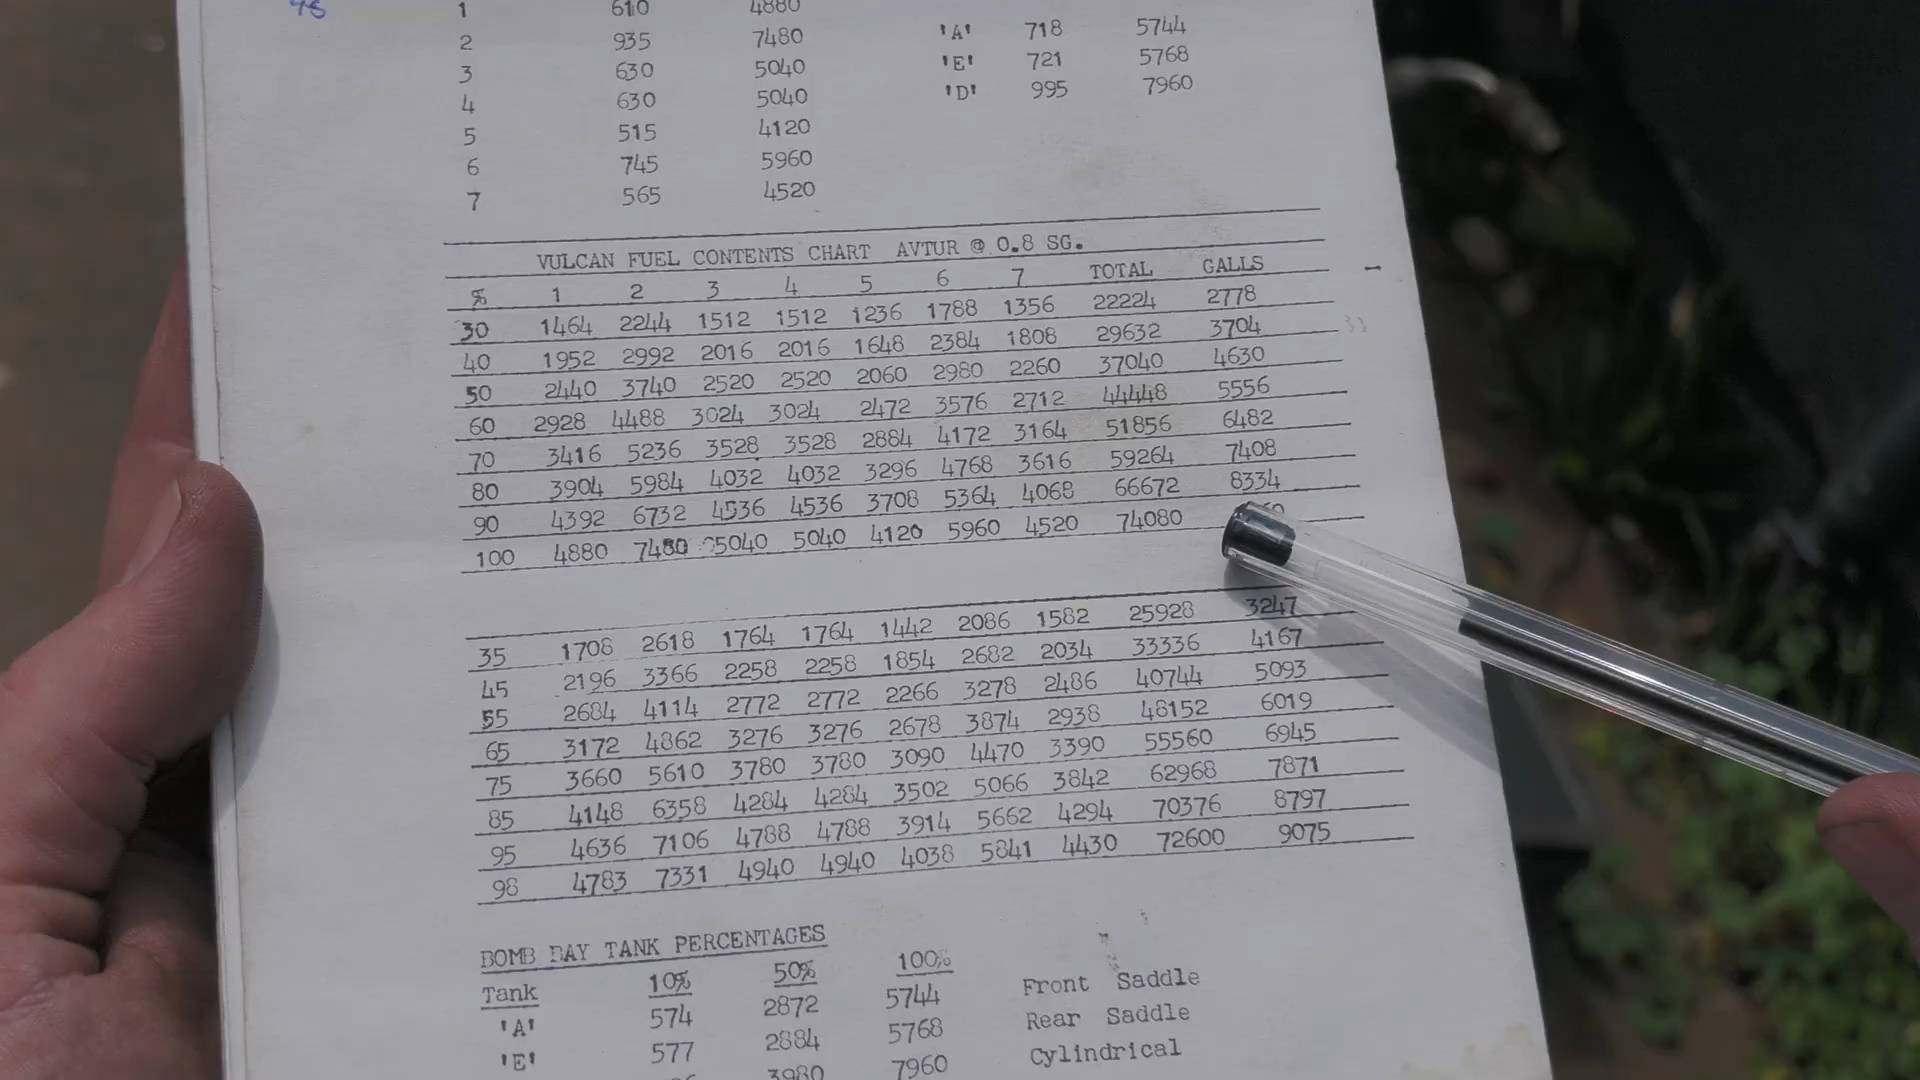 1 610 4880
2 935 7480 'A' 718 5744
3 630 5040 'E' 721 5768
4 630 5040 'D' 995 7960
5 515 4120
6 745 5960
7 565 4520
VULCAN FUEL CONTENTS CHART AVTUR @ 0.8 SG.
% 1 2 3 4 5 6 7 TOTAL GALLS
30 1464 2244 1512 1512 1236 1788 1356 22224 2778
40 1952 2992 2016 2016 1648 2384 1808 29632 3704
50 2440 3740 2520 2520 2060 2980 2260 37040 4630
60 2928 4488 3024 3024 2472 3576 2712 44448 5556
70 3416 5236 3528 3528 2884 4172 3164 51856 6482
80 3904 5984 4032 4032 3296 4768 3616 59264 7408
90 4392 6732 4536 4536 3708 5364 4068 66672 8334
100 4880 7480 5040 5040 4120 5960 4520 74080
35 1708 2618 1764 1764 1442 2086 1582 25928 3247
45 2196 3366 2258 2258 1854 2682 2034 33336 4167
55 2684 4114 2772 2772 2266 3278 2486 40744 5093
65 3172 4862 3276 3276 2678 3874 2938 48152 6019
75 3660 5610 3780 3780 3090 4470 3390 55560 6945
85 4148 6358 4284 4284 3502 5066 3842 62968 7871
95 4636 7106 4788 4788 3914 5662 4294 70376 8797
98 4783 7331 4940 4940 4038 5841 4430 72600 9075
BOMB BAY TANK PERCENTAGES
Tank 10% 50% 100%
'A' 574 2872 5744 Front Saddle
'E' 577 2884 5768 Rear Saddle
3980 7960 Cylindrical